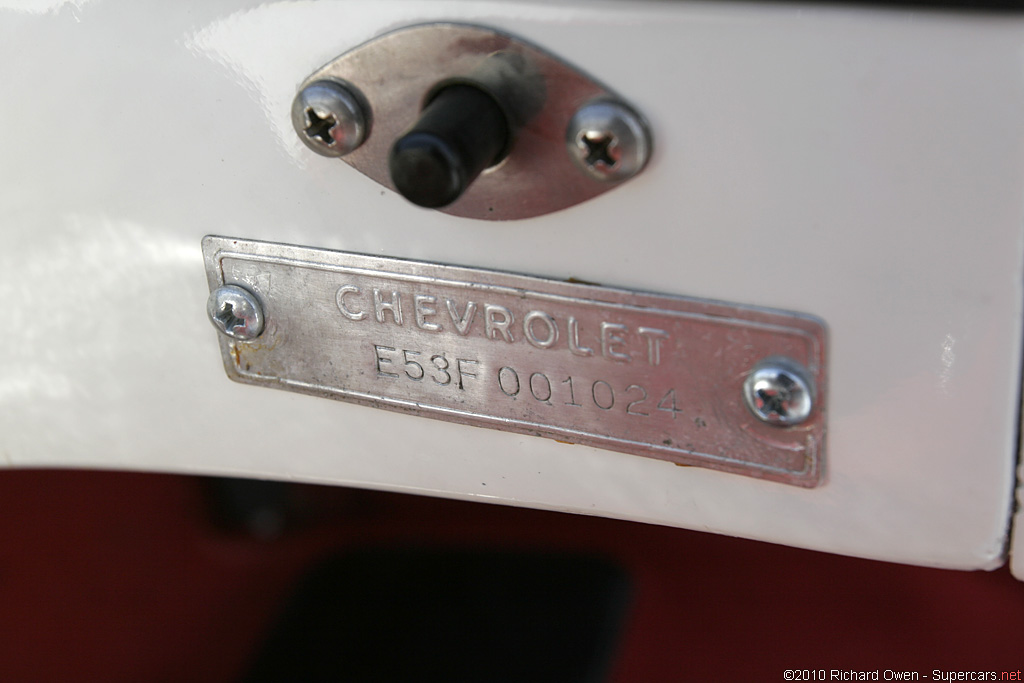 CHEVROLET
E53F 001024
©2010 Richard Owen - Supercars.net